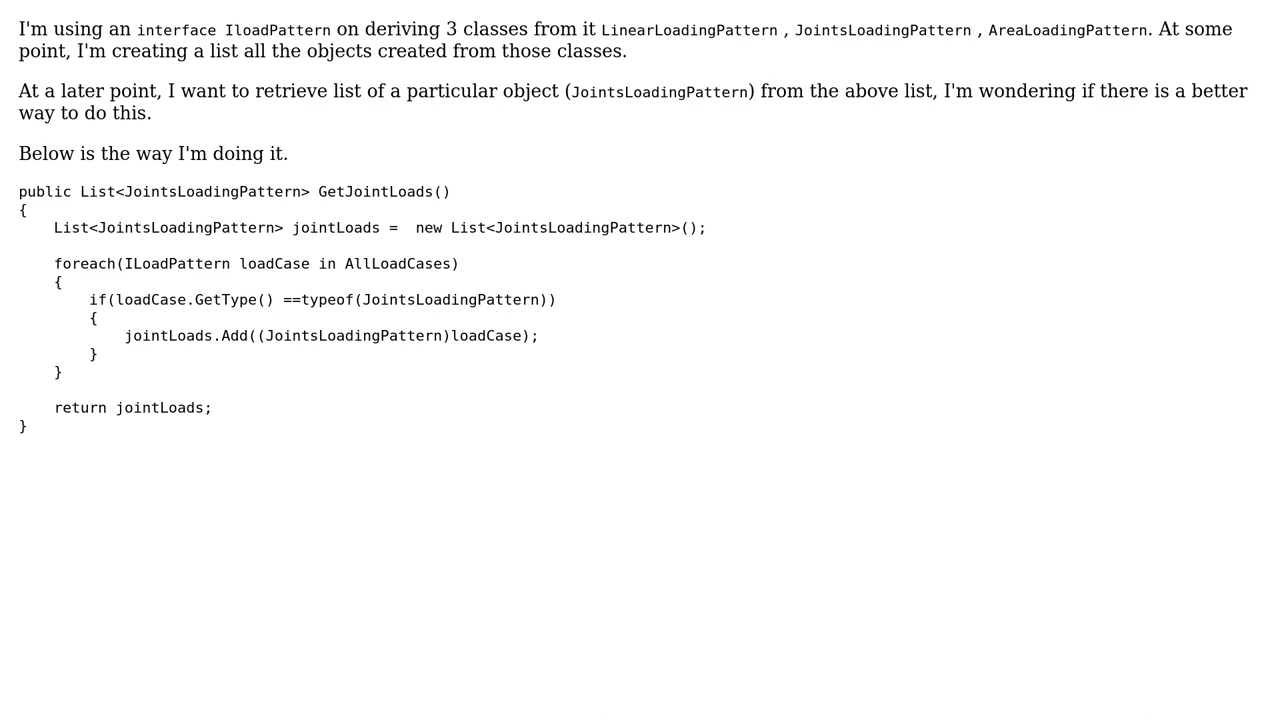 I'm using an interface IloadPattern on deriving 3 classes from it LinearLoadingPattern , JointsLoadingPattern , AreaLoadingPattern. At some
point, I'm creating a list all the objects created from those classes.
At a later point, I want to retrieve list of a particular object (JointsLoadingPattern) from the above list, I'm wondering if there is a better
way to do this.
Below is the way I'm doing it.
public List<JointsLoadingPattern> GetJointLoads()
{
    List<JointsLoadingPattern> jointLoads =  new List<JointsLoadingPattern>();
    foreach(ILoadPattern loadCase in AllLoadCases)
    {
        if(loadCase.GetType() ==typeof(JointsLoadingPattern))
        {
            jointLoads.Add((JointsLoadingPattern)loadCase);
        }
    }
    return jointLoads;
}